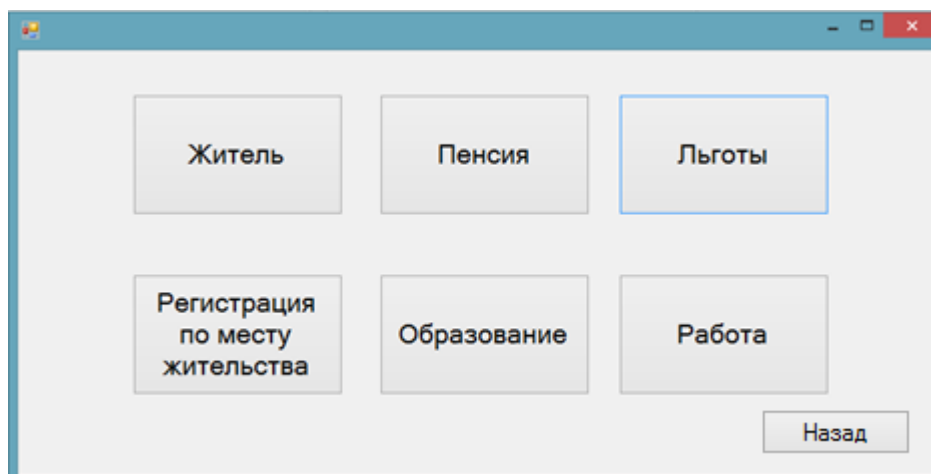 Житель
Пенсия
Льготы
Регистрация
по месту
жительства
Образование
Работа
Назад